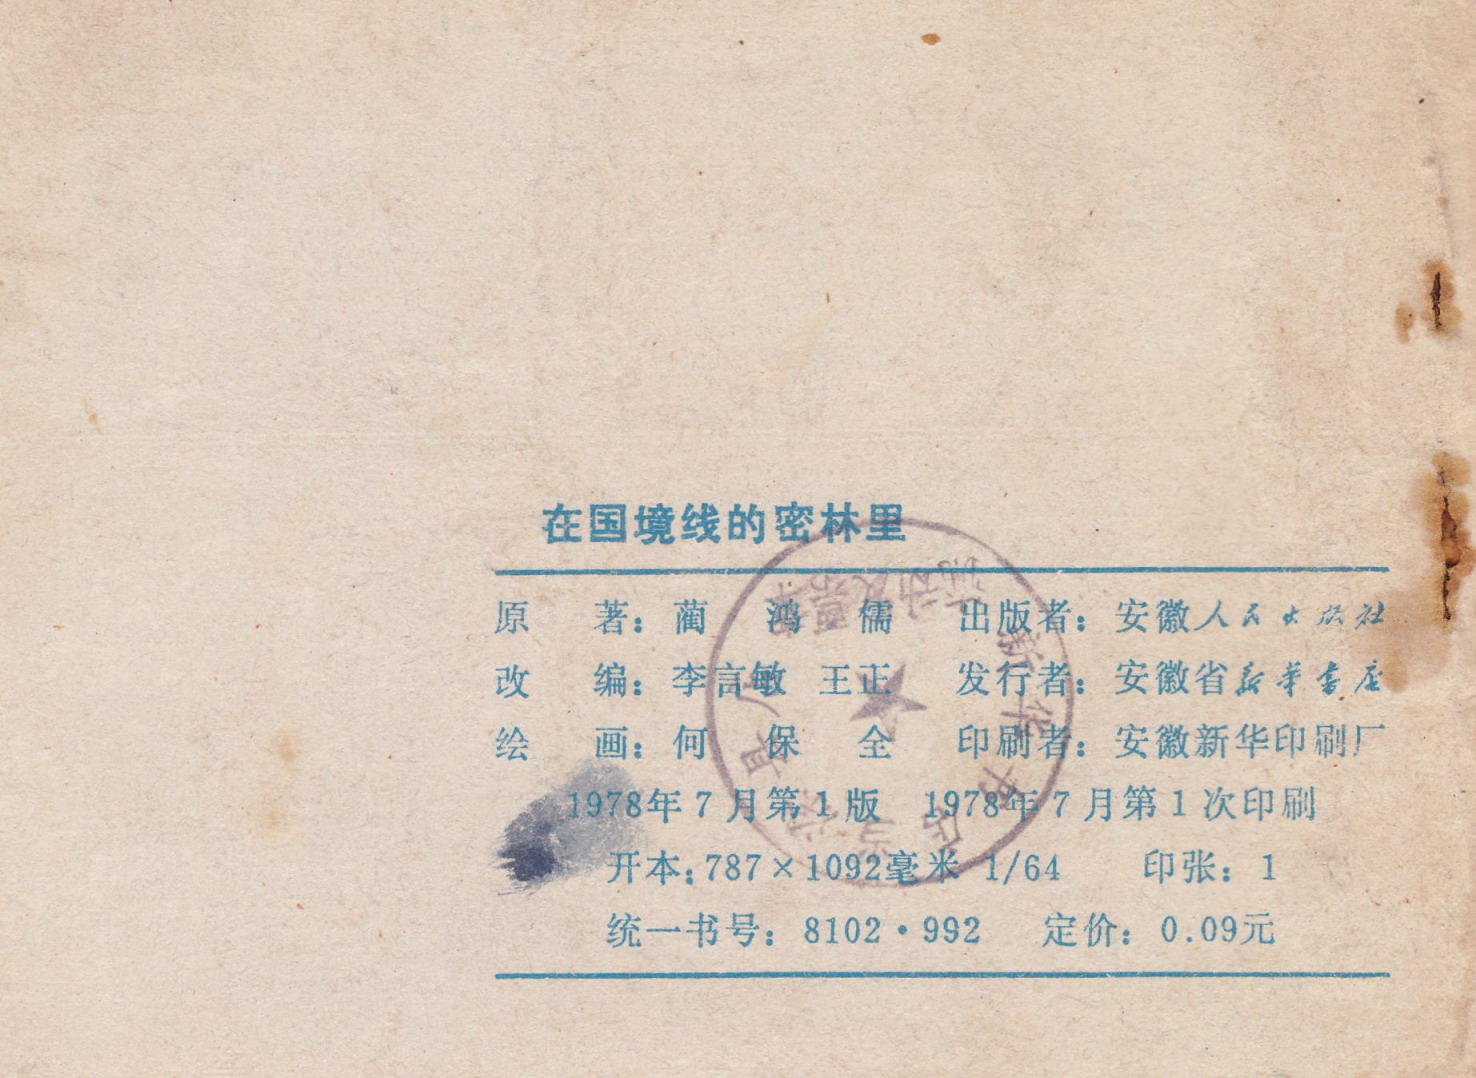 在国境线的密林里
原 著：蔺 鸿 儒 出版者：安徽人民出版社
改 编：李言敏 王正 发行者：安徽省新华书店
绘 画：何 保 全 印刷者：安徽新华印刷厂
1978年7月第1版 1978年7月第1次印刷
开本：787×1092毫米 1/64 印张：1
统一书号：8102·992 定价：0.09元
新华书店